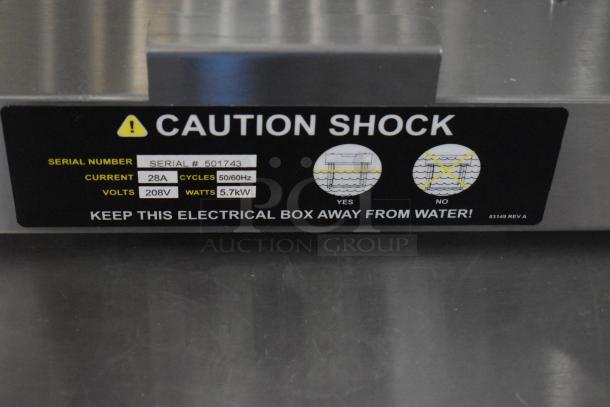 ! CAUTION SHOCK
SERIAL NUMBER SERIAL # 501743
CURRENT 28A CYCLES 50/60Hz
VOLTS 208V WATTS 5.7kW
YES NO
KEEP THIS ELECTRICAL BOX AWAY FROM WATER! 83149 REV A
PCI
AUCTION GROUP